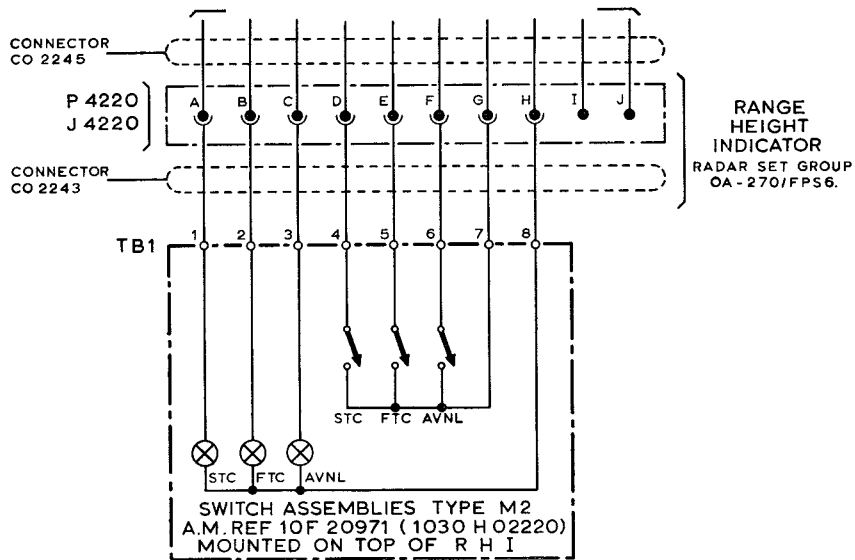 CONNECTOR
CO 2245
P 4220
J 4220
A B C D E F G H I J
RANGE
HEIGHT
INDICATOR
RADAR SET GROUP
OA-270/FPS6.
CONNECTOR
CO 2243
TB1
1 2 3 4 5 6 7 8
STC FTC AVNL
STC FTC AVNL
SWITCH ASSEMBLIES TYPE M2
A.M. REF 10F 20971 (1030 H 02220)
MOUNTED ON TOP OF R H I